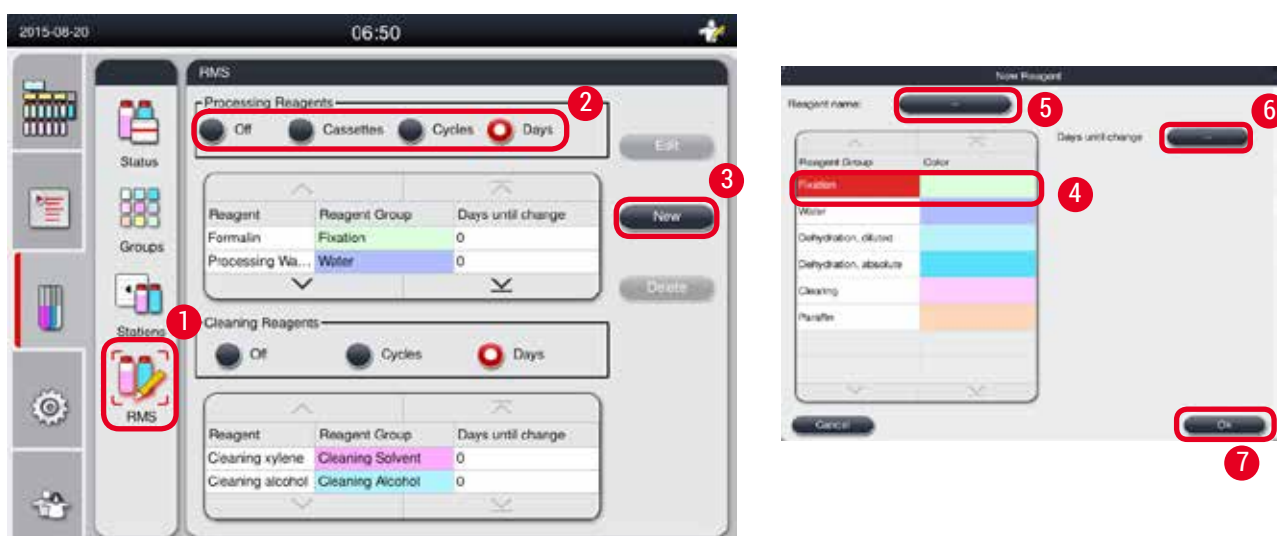 2015-08-20 06:50
RMS
Processing Reagents
2
Off Cassettes Cycles Days
Edit
Status
3
Reagent Reagent Group Days until change
New
Formalin Fixation 0
Processing Wa... Water 0
Groups
Delete
Stations
1
Cleaning Reagents
Off Cycles Days
RMS
Reagent Reagent Group Days until change
Cleaning xylene Cleaning Solvent 0
Cleaning alcohol Cleaning Alcohol 0
New Reagent
Reagent name: --
5
6
Days until change --
Reagent Group Color
Fixation
4
Water
Dehydration, diluted
Dehydration, absolute
Clearing
Paraffin
Cancel
Ok
7